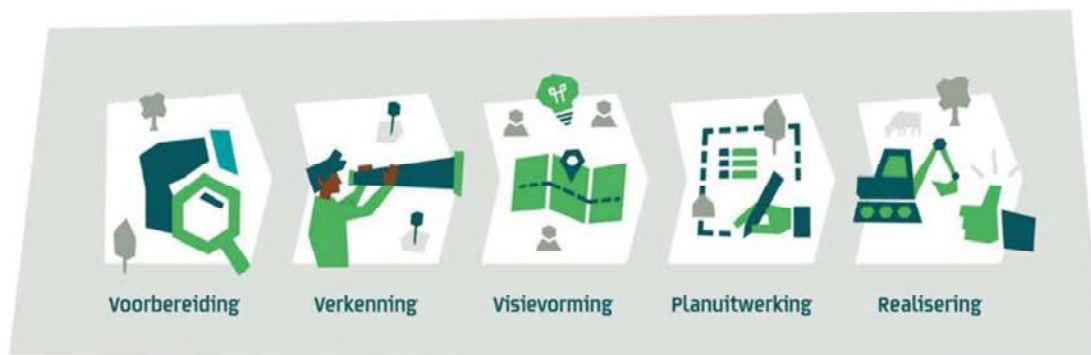 Voorbereiding
Verkenning
Visievorming
Planuitwerking
Realisering